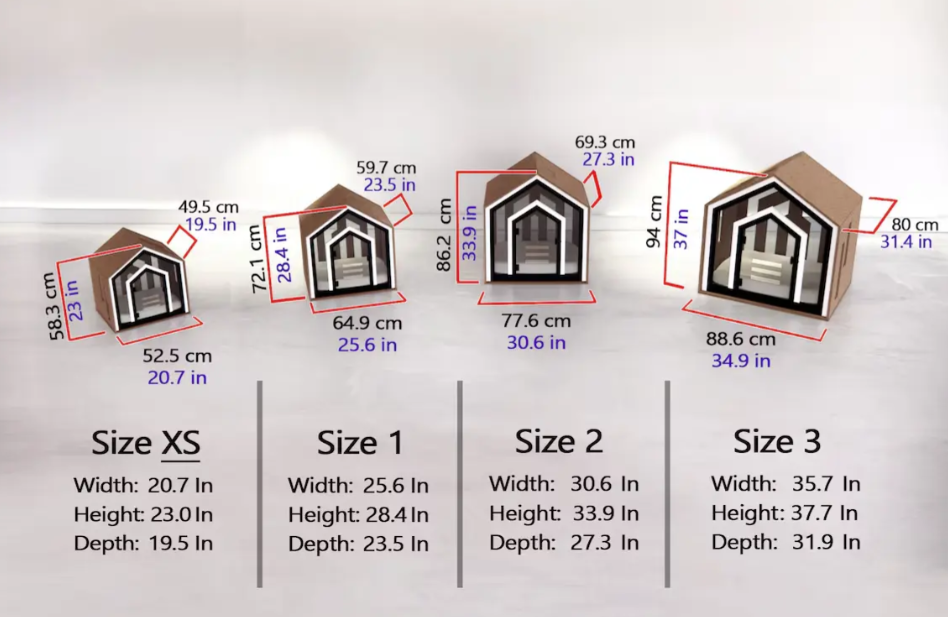 69.3 cm
27.3 in
59.7 cm
23.5 in
49.5 cm
19.5 in
58.3 cm
23 in
72.1 cm
28.4 in
86.2 cm
33.9 in
94 cm
37 in
80 cm
31.4 in
52.5 cm
20.7 in
64.9 cm
25.6 in
77.6 cm
30.6 in
88.6 cm
34.9 in
Size XS
Width: 20.7 In
Height: 23.0 In
Depth: 19.5 In
Size 1
Width: 25.6 In
Height: 28.4 In
Depth: 23.5 In
Size 2
Width: 30.6 In
Height: 33.9 In
Depth: 27.3 In
Size 3
Width: 35.7 In
Height: 37.7 In
Depth: 31.9 In